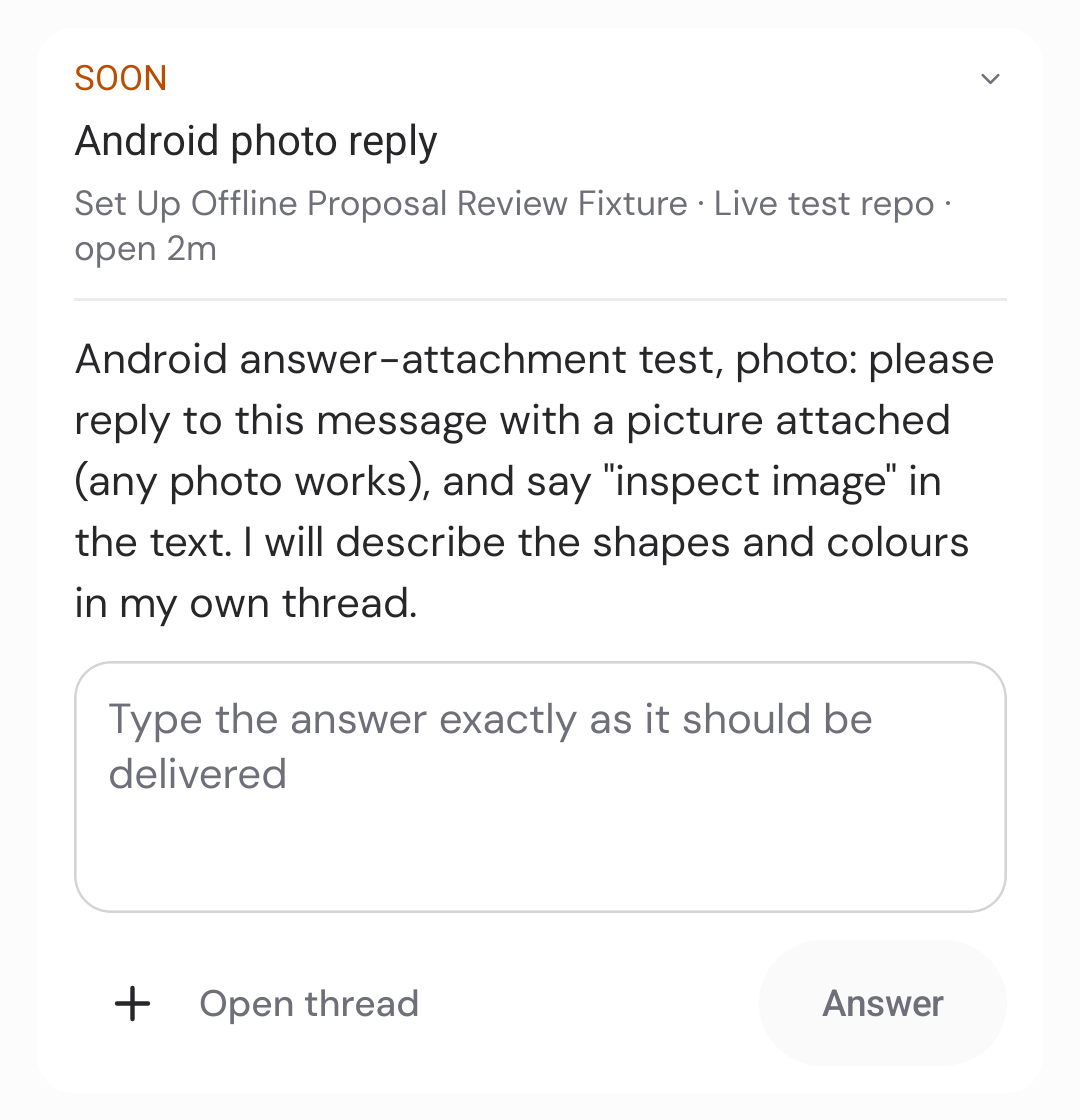 SOON
Android photo reply
Set Up Offline Proposal Review Fixture · Live test repo ·
open 2m
Android answer-attachment test, photo: please
reply to this message with a picture attached
(any photo works), and say "inspect image" in
the text. I will describe the shapes and colours
in my own thread.
Type the answer exactly as it should be
delivered
Open thread
Answer